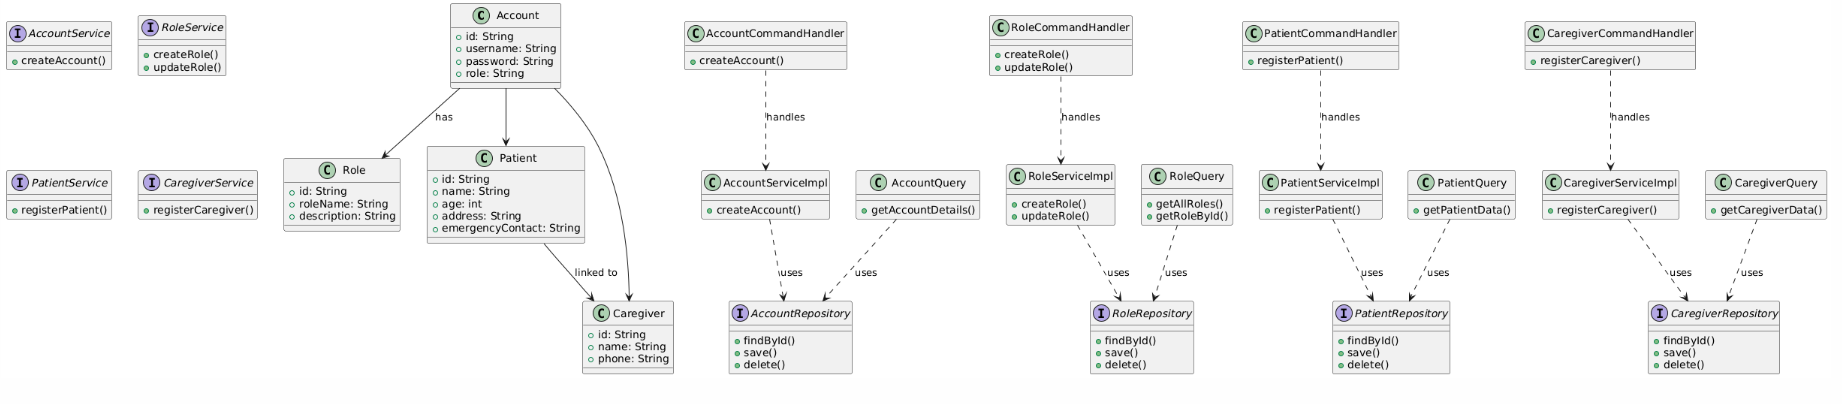 I AccountService
createAccount()
I RoleService
createRole()
updateRole()
C Account
id: String
username: String
password: String
role: String
C AccountCommandHandler
createAccount()
C RoleCommandHandler
createRole()
updateRole()
C PatientCommandHandler
registerPatient()
C CaregiverCommandHandler
registerCaregiver()
has
handles
handles
handles
handles
I PatientService
registerPatient()
I CaregiverService
registerCaregiver()
C Role
id: String
roleName: String
description: String
C Patient
id: String
name: String
age: int
address: String
emergencyContact: String
C AccountServiceImpl
createAccount()
C AccountQuery
getAccountDetails()
C RoleServiceImpl
createRole()
updateRole()
C RoleQuery
getAllRoles()
getRoleById()
C PatientServiceImpl
registerPatient()
C PatientQuery
getPatientData()
C CaregiverServiceImpl
registerCaregiver()
C CaregiverQuery
getCaregiverData()
linked to
uses
uses
uses
uses
uses
uses
uses
uses
C Caregiver
id: String
name: String
phone: String
I AccountRepository
findById()
save()
delete()
I RoleRepository
findById()
save()
delete()
I PatientRepository
findById()
save()
delete()
I CaregiverRepository
findById()
save()
delete()